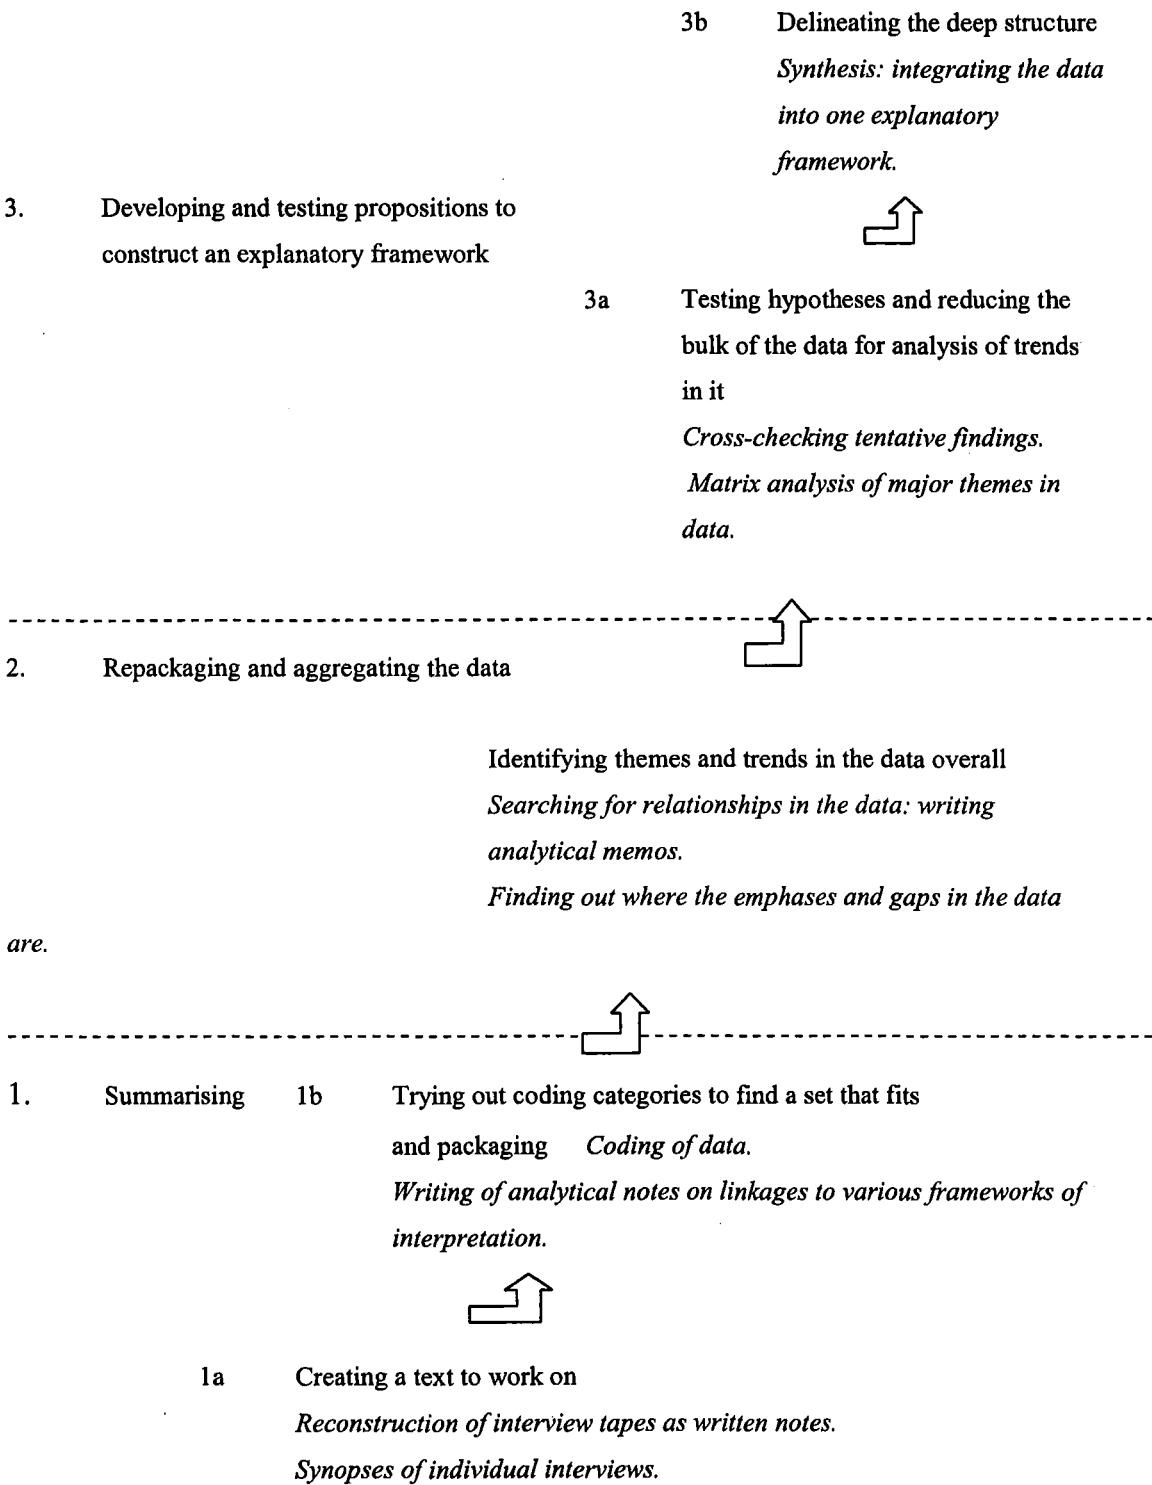 3b Delineating the deep structure
Synthesis: integrating the data
into one explanatory
framework.
3. Developing and testing propositions to
construct an explanatory framework
3a Testing hypotheses and reducing the
bulk of the data for analysis of trends
in it
Cross-checking tentative findings.
Matrix analysis of major themes in
data.
2. Repackaging and aggregating the data
Identifying themes and trends in the data overall
Searching for relationships in the data: writing
analytical memos.
Finding out where the emphases and gaps in the data
are.
1. Summarising 1b Trying out coding categories to find a set that fits
and packaging Coding of data.
Writing of analytical notes on linkages to various frameworks of
interpretation.
1a Creating a text to work on
Reconstruction of interview tapes as written notes.
Synopses of individual interviews.